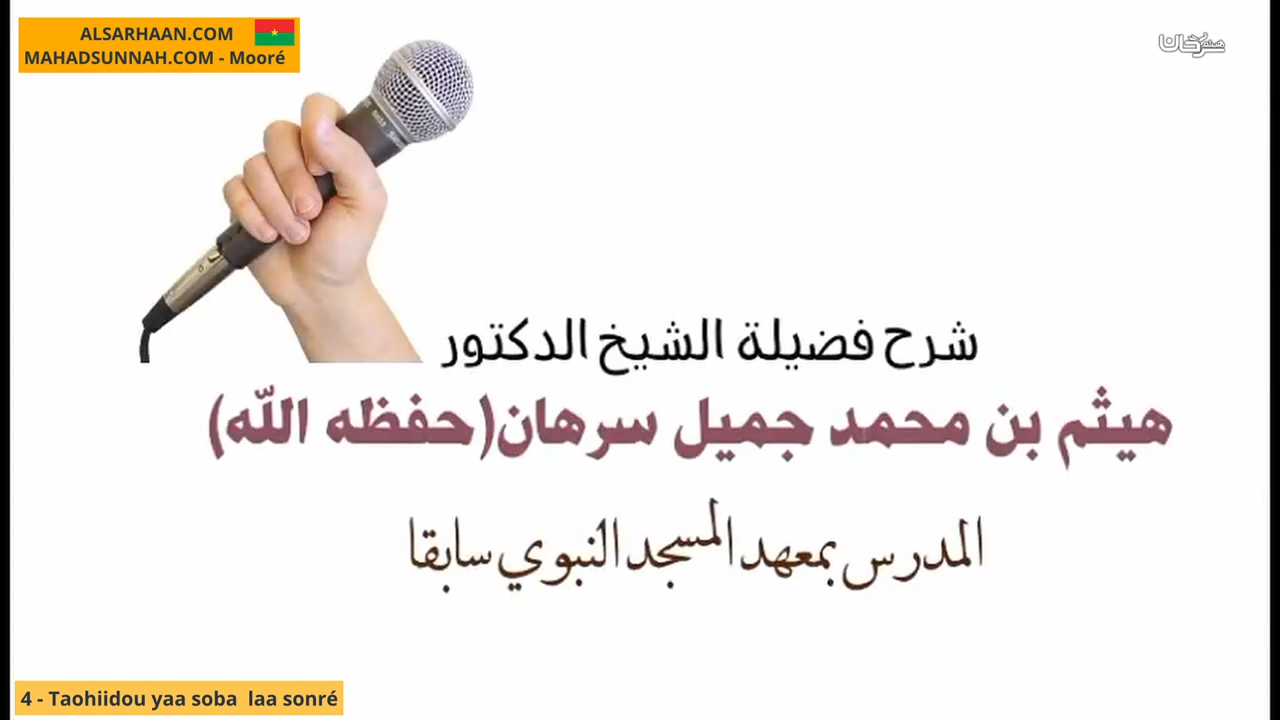 ALSARHAAN.COM
MAHADSUNNAH.COM - Mooré
شرح فضيلة الشيخ الدكتور
هيثم بن محمد جميل سرهان(حفظه الله)
المدرس بمعهد المسجد النبوي سابقا
4 - Taohiidou yaa soba laa sonré